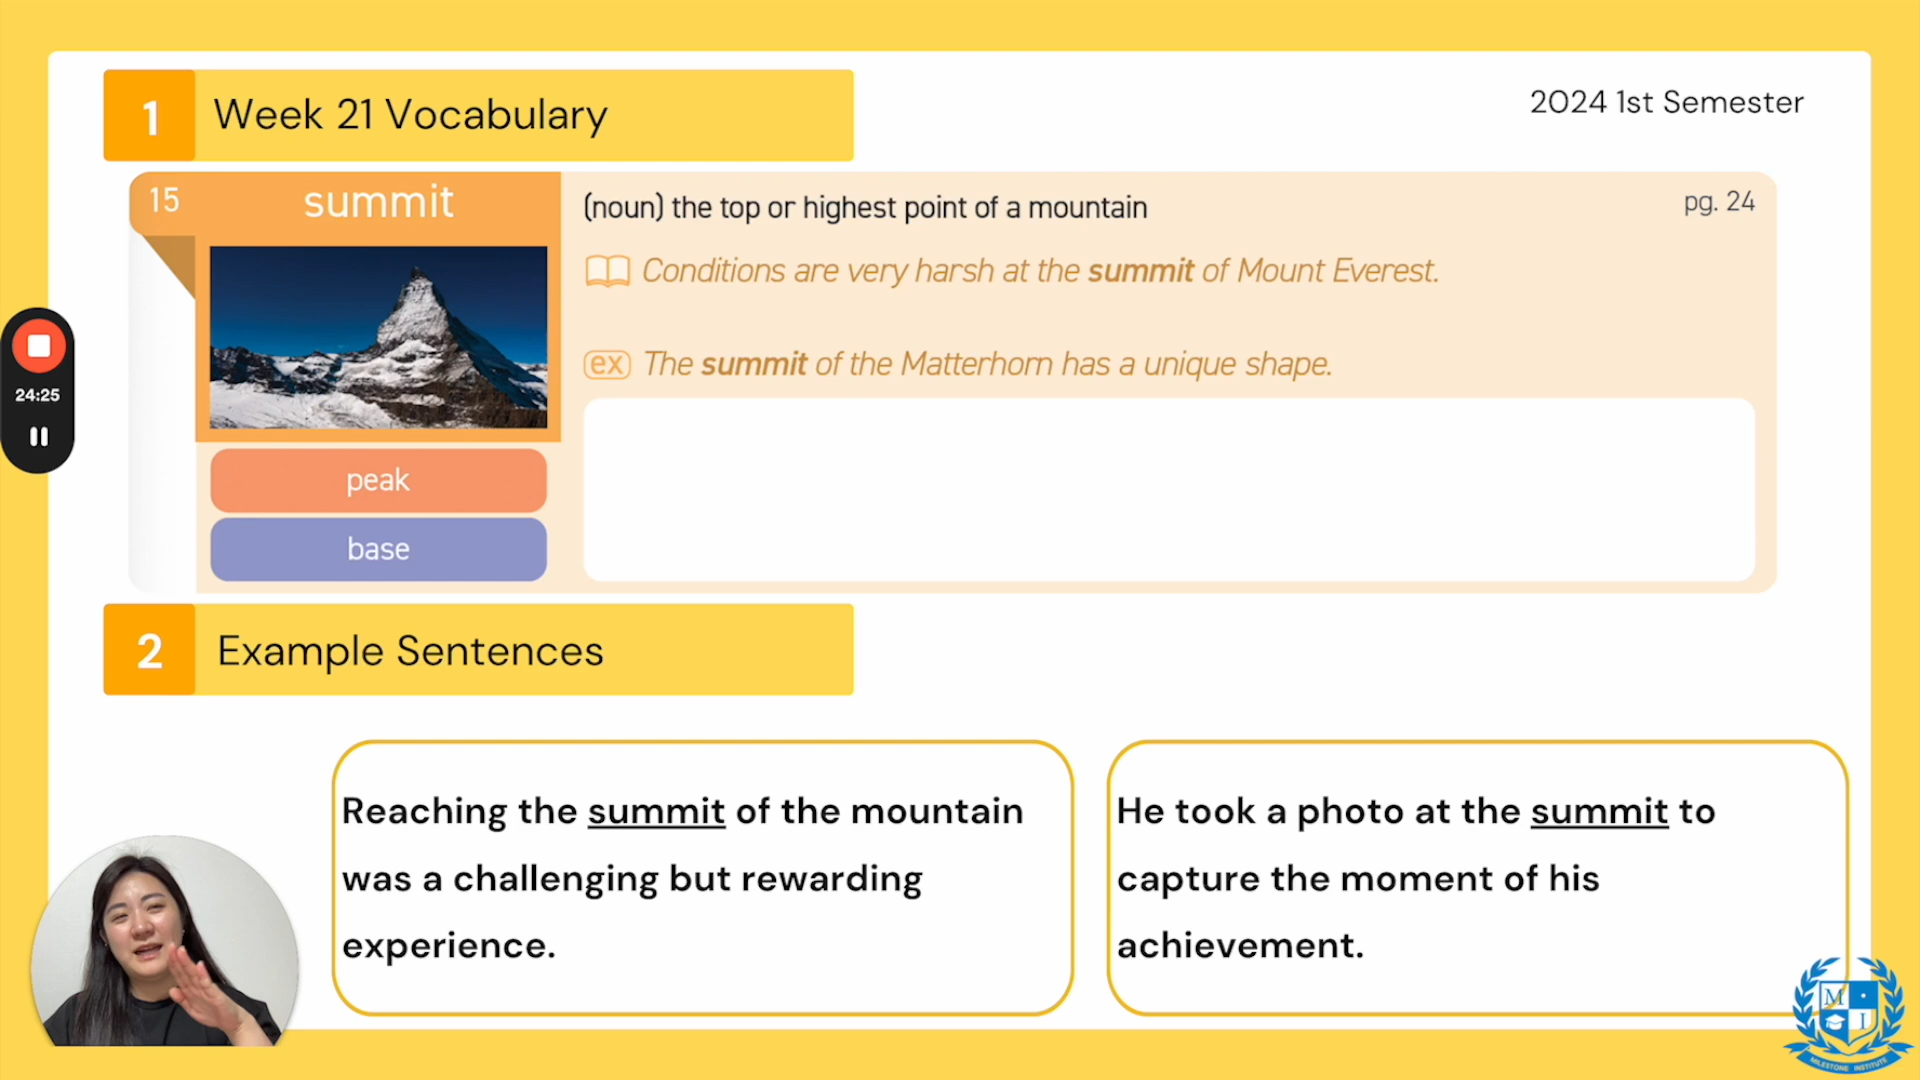 1 Week 21 Vocabulary
2024 1st Semester
15 summit
(noun) the top or highest point of a mountain
pg. 24
Conditions are very harsh at the summit of Mount Everest.
ex The summit of the Matterhorn has a unique shape.
24:25
peak
base
2 Example Sentences
Reaching the summit of the mountain
was a challenging but rewarding
experience.
He took a photo at the summit to
capture the moment of his
achievement.
M
I
MILESTONE INSTITUTE